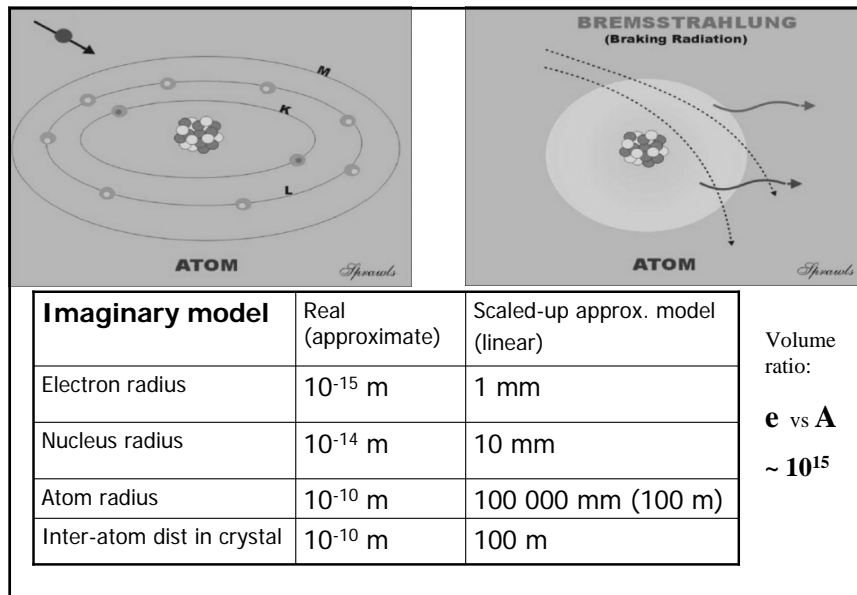 M
K
L
ATOM
Sprawls
BREMSSTRAHLUNG
(Braking Radiation)
ATOM
Sprawls
Imaginary model
Real
(approximate)
Scaled-up approx. model
(linear)
Electron radius
10⁻¹⁵ m
1 mm
Nucleus radius
10⁻¹⁴ m
10 mm
Atom radius
10⁻¹⁰ m
100 000 mm (100 m)
Inter-atom dist in crystal
10⁻¹⁰ m
100 m
Volume
ratio:
e vs A
~ 10¹⁵